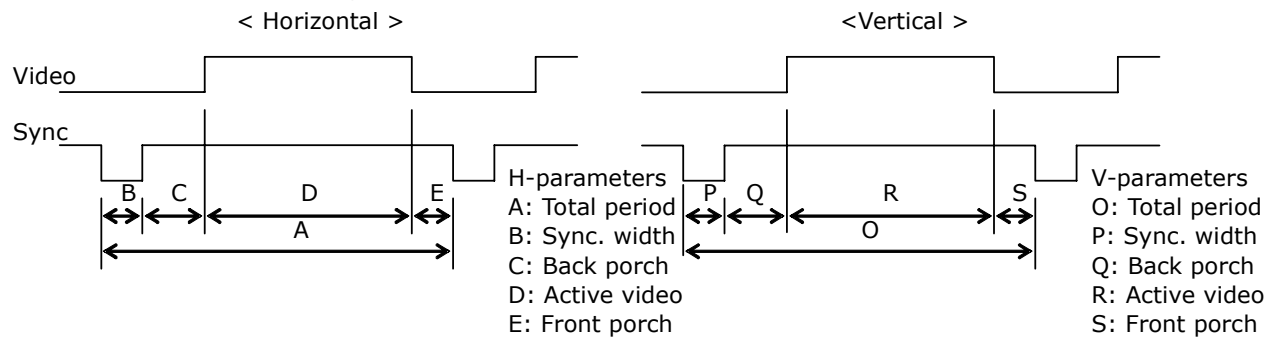 < Horizontal >
Video
Sync
B C D E
A
H-parameters
A: Total period
B: Sync. width
C: Back porch
D: Active video
E: Front porch
<Vertical >
P Q R S
O
V-parameters
O: Total period
P: Sync. width
Q: Back porch
R: Active video
S: Front porch